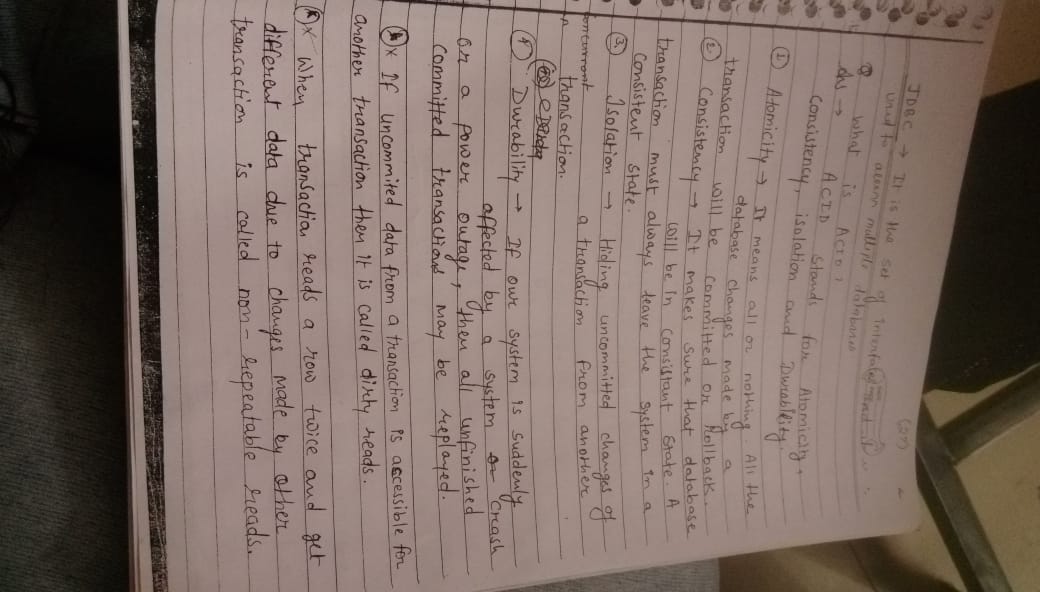 (27)
JDBC → It is the set of interfaces and it
used to access multiple databases
Q What is ACID?
Ans → ACID Stands for Atomicity,
Consistency, isolation and Durability.
① Atomicity → It means all or nothing. All the
database changes made by a
transaction will be committed or Rollback.
② Consistency → It makes sure that database
will be in consistant state. A
transaction must always leave the system in a
consistent state.
③ Isolation → Hiding uncommitted changes of
a transaction from another
concurrent
transaction.
④ Durability → If our system is suddenly
affected by a system or crash
or a power outage, then all unfinished
committed transactions may be replayed.
* If uncommited data from a transaction is accessible for
another transaction then it is called dirty reads.
* When transaction reads a row twice and get
different data due to changes made by other
transaction is called non-repeatable reads.